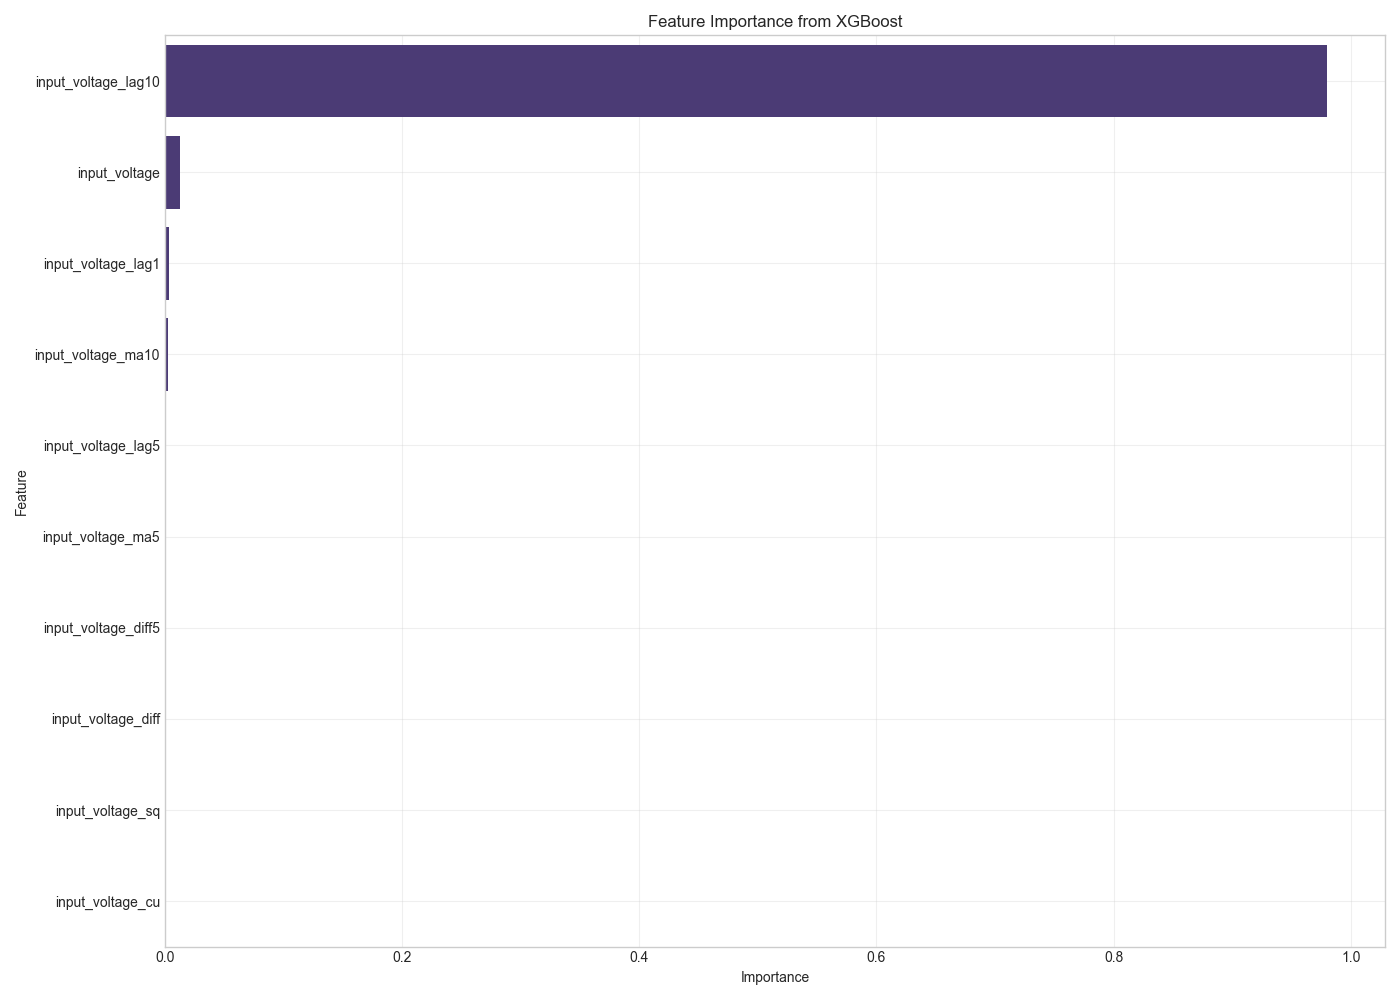 Feature Importance from XGBoost
input_voltage_lag10
input_voltage
input_voltage_lag1
input_voltage_ma10
input_voltage_lag5
input_voltage_ma5
input_voltage_diff5
input_voltage_diff
input_voltage_sq
input_voltage_cu
Feature
0.0 0.2 0.4 0.6 0.8 1.0
Importance